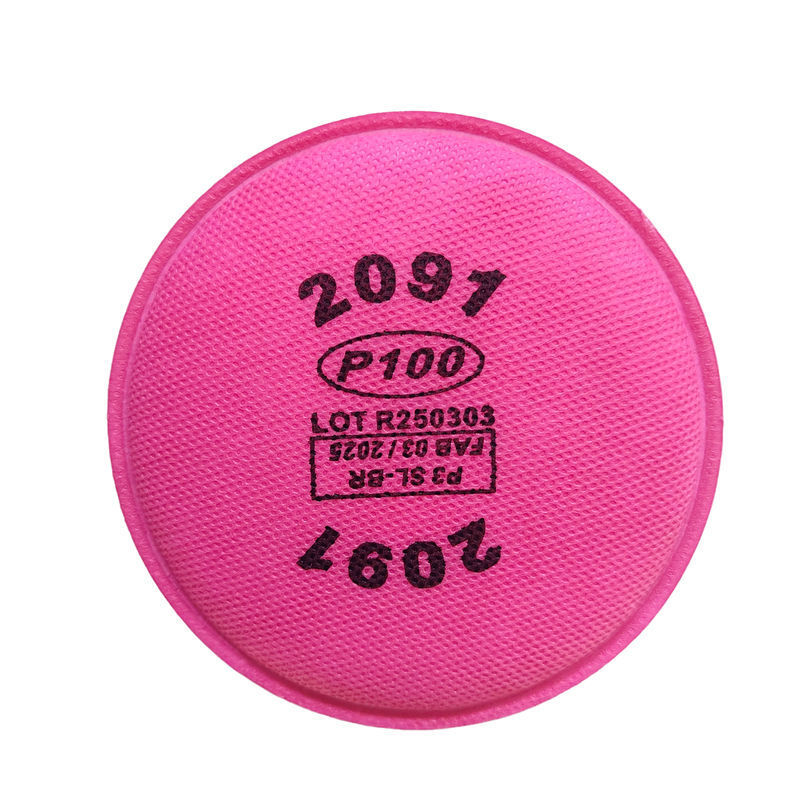 2091
P100
LOT R250303
P3 SL-BR
FAB 03 / 2025
2091